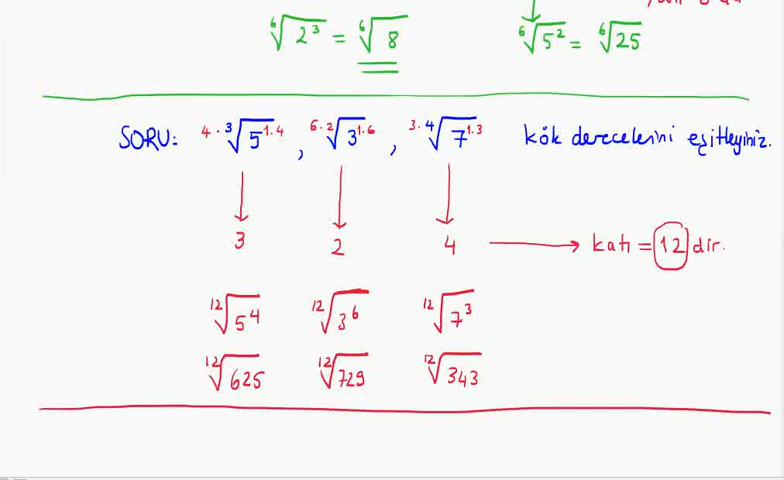 ⁶√2³ = ⁶√8 ⁶√5² = ⁶√25
SORU: ⁴·³√5¹·⁴ , ⁶·²√3¹·⁶ , ³·⁴√7¹·³ kök derecelerini eşitleyiniz.
3 2 4 → katı = 12 dir.
¹²√5⁴ ¹²√3⁶ ¹²√7³
¹²√625 ¹²√729 ¹²√343